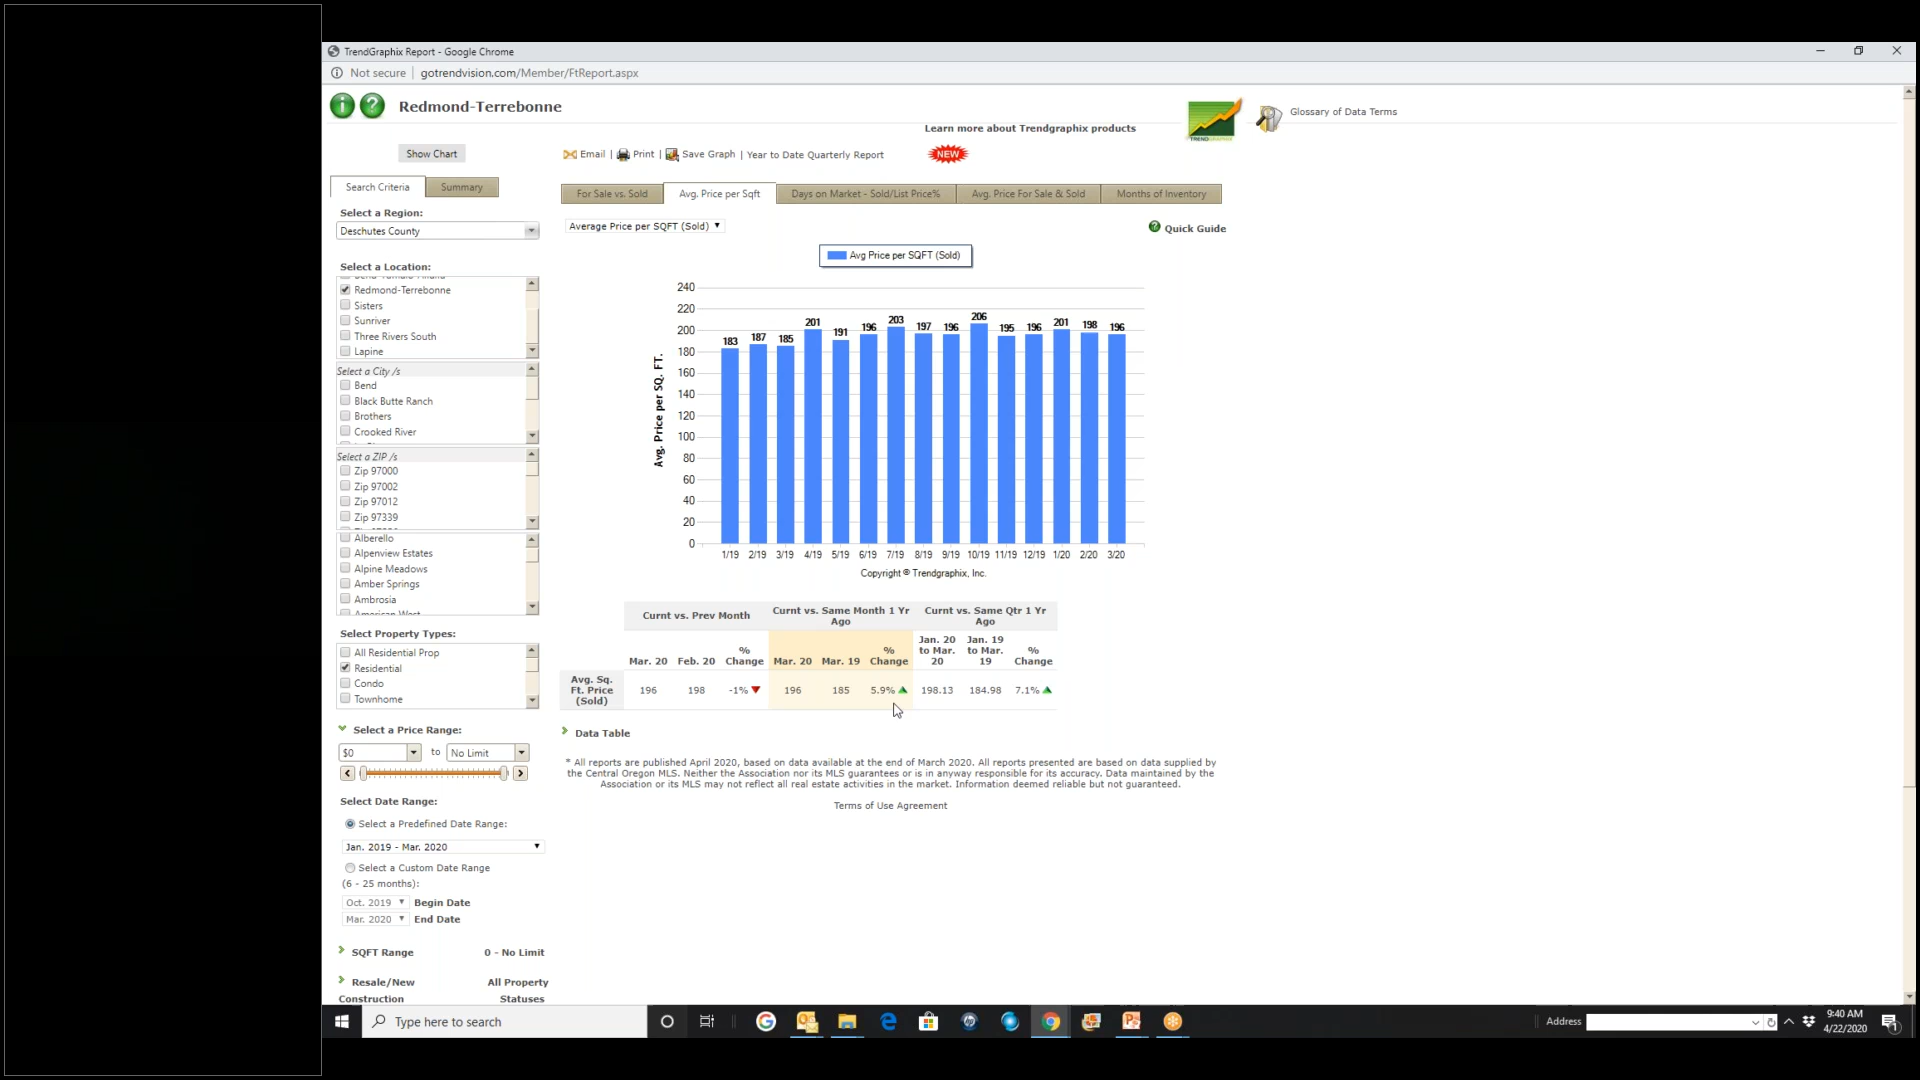 TrendGraphix Report - Google Chrome
Not secure | gotrendvision.com/Member/FtReport.aspx
Redmond-Terrebonne
Glossary of Data Terms
Learn more about Trendgraphix products
TRENDGRAPHIX
Show Chart
Email | Print | Save Graph | Year to Date Quarterly Report
NEW
Search Criteria
Summary
For Sale vs. Sold
Avg. Price per Sqft
Days on Market - Sold/List Price%
Avg. Price For Sale & Sold
Months of Inventory
Select a Region:
Deschutes County
Average Price per SQFT (Sold)
Quick Guide
Avg Price per SQFT (Sold)
Select a Location:
Redmond-Terrebonne
Sisters
Sunriver
Three Rivers South
Lapine
Select a City /s
Bend
Black Butte Ranch
Brothers
Crooked River
Select a ZIP /s
Zip 97000
Zip 97002
Zip 97012
Zip 97339
Alberello
Alpenview Estates
Alpine Meadows
Amber Springs
Ambrosia
American West
Select Property Types:
All Residential Prop
Residential
Condo
Townhome
Select a Price Range:
$0 to No Limit
Select Date Range:
Select a Predefined Date Range:
Jan. 2019 - Mar. 2020
Select a Custom Date Range
(6 - 25 months):
Oct. 2019 Begin Date
Mar. 2020 End Date
SQFT Range 0 - No Limit
Resale/New Construction All Property Statuses
Avg. Price per SQ. FT.
240
220
200
180
160
140
120
100
80
60
40
20
0
183 187 185 201 191 196 203 197 196 206 195 196 201 198 196
1/19 2/19 3/19 4/19 5/19 6/19 7/19 8/19 9/19 10/19 11/19 12/19 1/20 2/20 3/20
Copyright ® Trendgraphix, Inc.
Curnt vs. Prev Month
Curnt vs. Same Month 1 Yr Ago
Curnt vs. Same Qtr 1 Yr Ago
Mar. 20 Feb. 20 % Change Mar. 20 Mar. 19 % Change Jan. 20 to Mar. 20 Jan. 19 to Mar. 19 % Change
Avg. Sq. Ft. Price (Sold) 196 198 -1% 196 185 5.9% 198.13 184.98 7.1%
Data Table
* All reports are published April 2020, based on data available at the end of March 2020. All reports presented are based on data supplied by
the Central Oregon MLS. Neither the Association nor its MLS guarantees or is in anyway responsible for its accuracy. Data maintained by the
Association or its MLS may not reflect all real estate activities in the market. Information deemed reliable but not guaranteed.
Terms of Use Agreement
Type here to search
Address
9:40 AM
4/22/2020
1